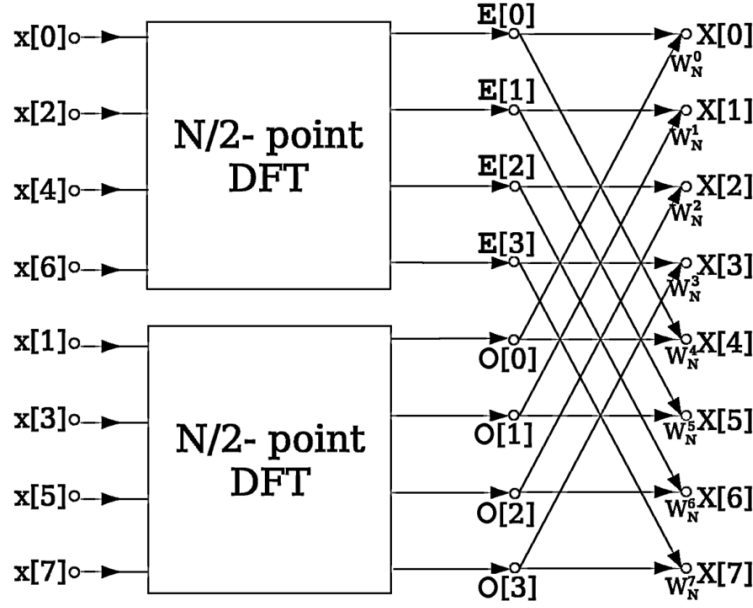 x[0]
x[2]
x[4]
x[6]
N/2- point
DFT
x[1]
x[3]
x[5]
x[7]
N/2- point
DFT
E[0]
E[1]
E[2]
E[3]
O[0]
O[1]
O[2]
O[3]
X[0]
W_N^0
X[1]
W_N^1
X[2]
W_N^2
X[3]
W_N^3
X[4]
W_N^4
X[5]
W_N^5
X[6]
W_N^6
X[7]
W_N^7